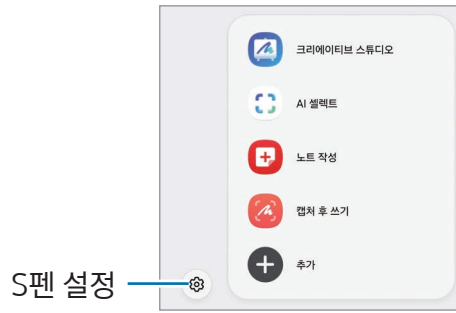 크리에이티브 스튜디오
AI 셀렉트
노트 작성
캡처 후 쓰기
추가
S펜 설정